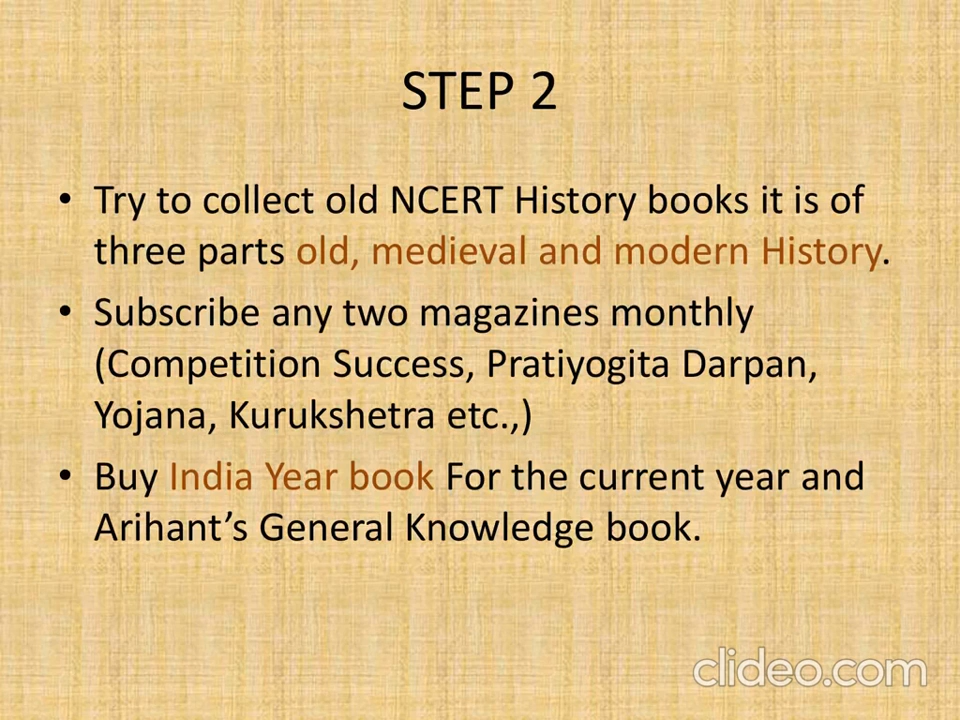 STEP 2
• Try to collect old NCERT History books it is of
three parts old, medieval and modern History.
• Subscribe any two magazines monthly
(Competition Success, Pratiyogita Darpan,
Yojana, Kurukshetra etc.,)
• Buy India Year book For the current year and
Arihant’s General Knowledge book.
clideo.com